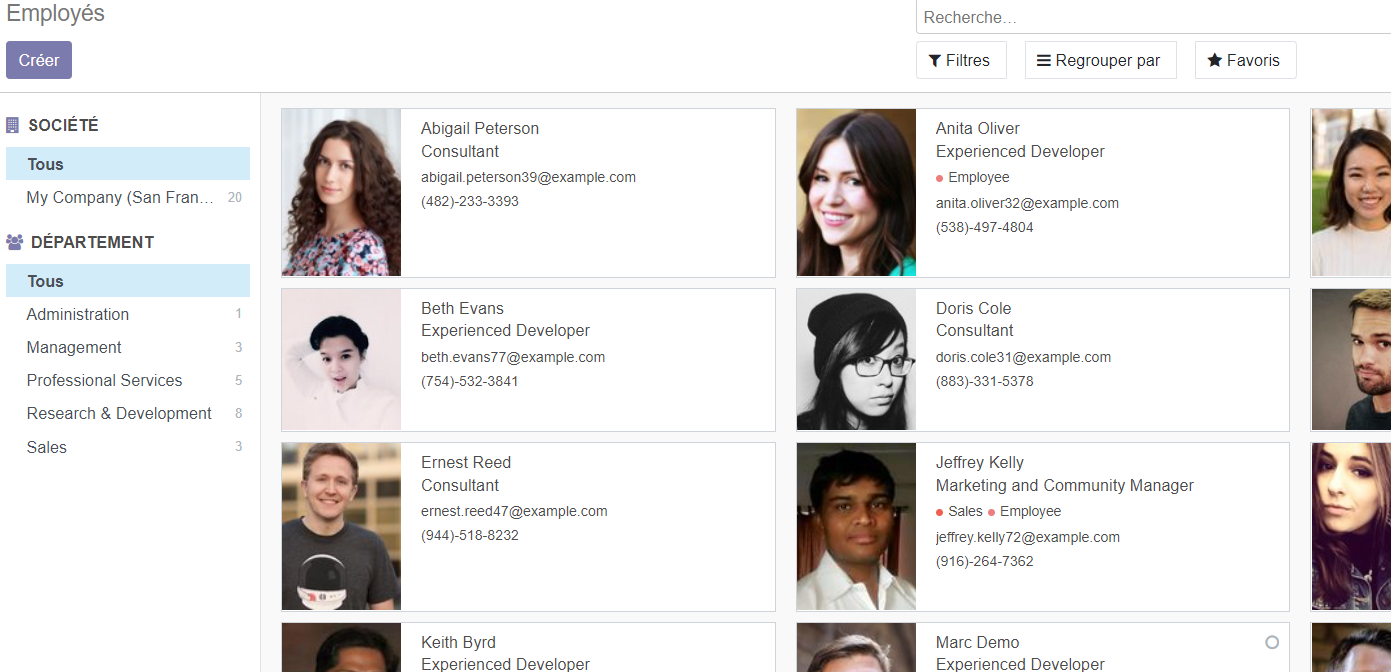 Employés
Recherche...
Créer
Filtres
Regrouper par
Favoris
SOCIÉTÉ
Tous
My Company (San Fran... 20
DÉPARTEMENT
Tous
Administration 1
Management 3
Professional Services 5
Research & Development 8
Sales 3
Abigail Peterson
Consultant
abigail.peterson39@example.com
(482)-233-3393
Anita Oliver
Experienced Developer
Employee
anita.oliver32@example.com
(538)-497-4804
Beth Evans
Experienced Developer
beth.evans77@example.com
(754)-532-3841
Doris Cole
Consultant
doris.cole31@example.com
(883)-331-5378
Ernest Reed
Consultant
ernest.reed47@example.com
(944)-518-8232
Jeffrey Kelly
Marketing and Community Manager
Sales Employee
jeffrey.kelly72@example.com
(916)-264-7362
Keith Byrd
Experienced Developer
Marc Demo
Experienced Developer